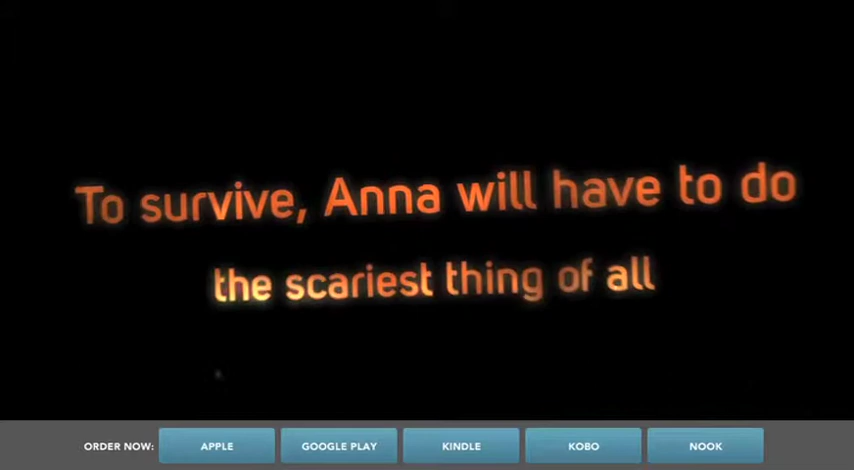 To survive, Anna will have to do
the scariest thing of all
ORDER NOW: APPLE GOOGLE PLAY KINDLE KOBO NOOK